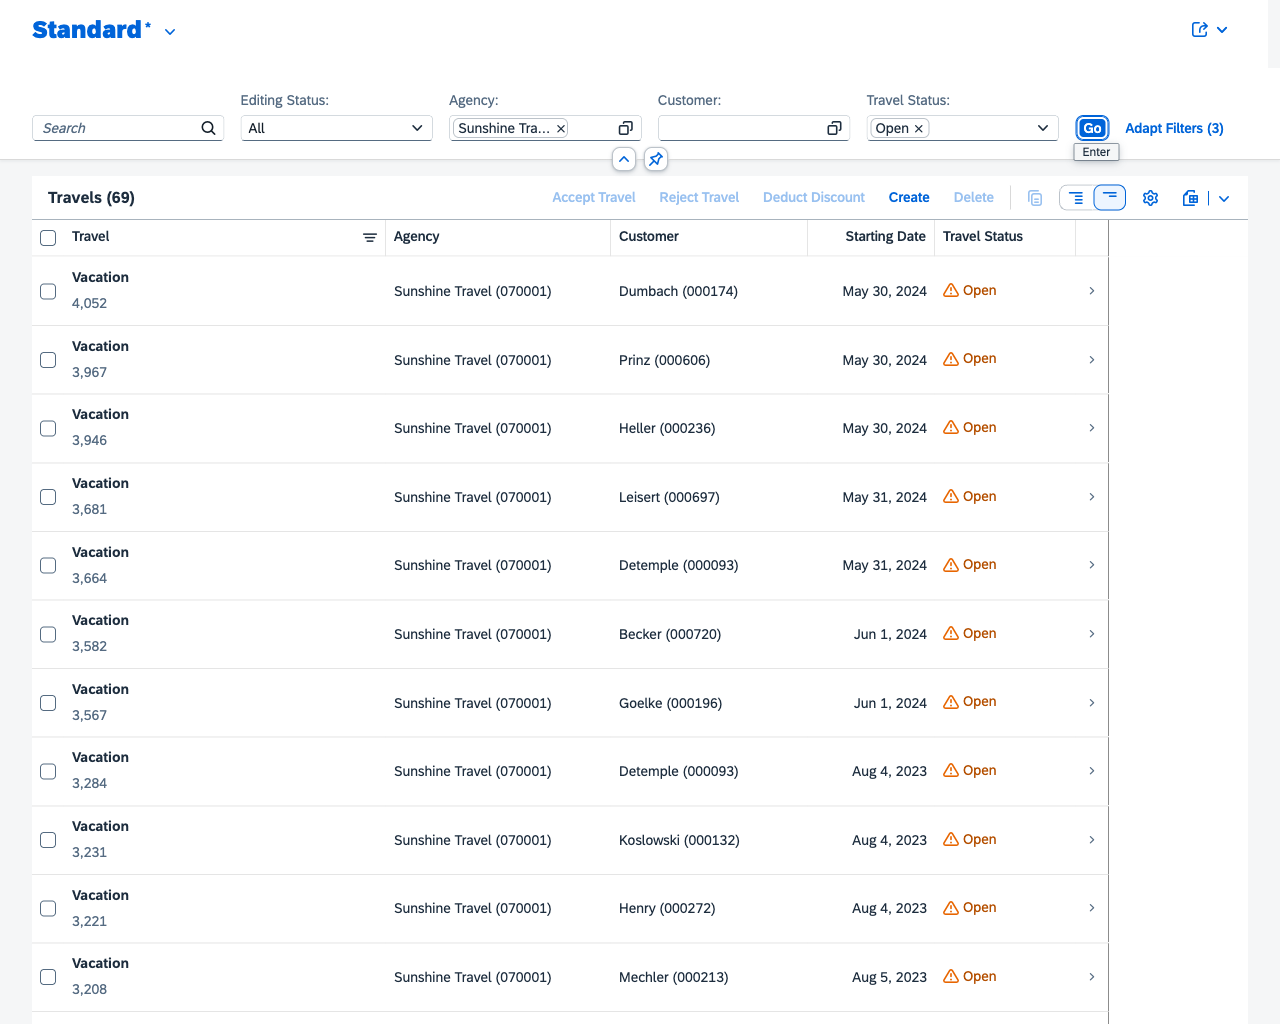 Standard*
Editing Status:
Agency:
Customer:
Travel Status:
Search
All
Sunshine Tra...
Open
Go
Adapt Filters (3)
Enter
Travels (69)
Accept Travel
Reject Travel
Deduct Discount
Create
Delete
Travel
Agency
Customer
Starting Date
Travel Status
Vacation
4,052
Sunshine Travel (070001)
Dumbach (000174)
May 30, 2024
Open
Vacation
3,967
Sunshine Travel (070001)
Prinz (000606)
May 30, 2024
Open
Vacation
3,946
Sunshine Travel (070001)
Heller (000236)
May 30, 2024
Open
Vacation
3,681
Sunshine Travel (070001)
Leisert (000697)
May 31, 2024
Open
Vacation
3,664
Sunshine Travel (070001)
Detemple (000093)
May 31, 2024
Open
Vacation
3,582
Sunshine Travel (070001)
Becker (000720)
Jun 1, 2024
Open
Vacation
3,567
Sunshine Travel (070001)
Goelke (000196)
Jun 1, 2024
Open
Vacation
3,284
Sunshine Travel (070001)
Detemple (000093)
Aug 4, 2023
Open
Vacation
3,231
Sunshine Travel (070001)
Koslowski (000132)
Aug 4, 2023
Open
Vacation
3,221
Sunshine Travel (070001)
Henry (000272)
Aug 4, 2023
Open
Vacation
3,208
Sunshine Travel (070001)
Mechler (000213)
Aug 5, 2023
Open